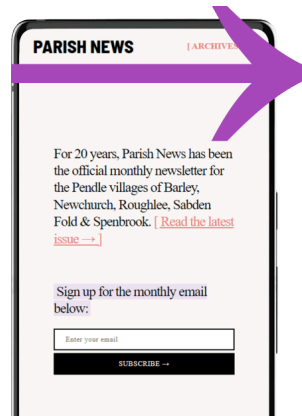 PARISH NEWS
[ ARCHIVES
For 20 years, Parish News has been
the official monthly newsletter for
the Pendle villages of Barley,
Newchurch, Roughlee, Sabden
Fold & Spenbrook. [ Read the latest
issue → ]
Sign up for the monthly email
below:
Enter your email
SUBSCRIBE →